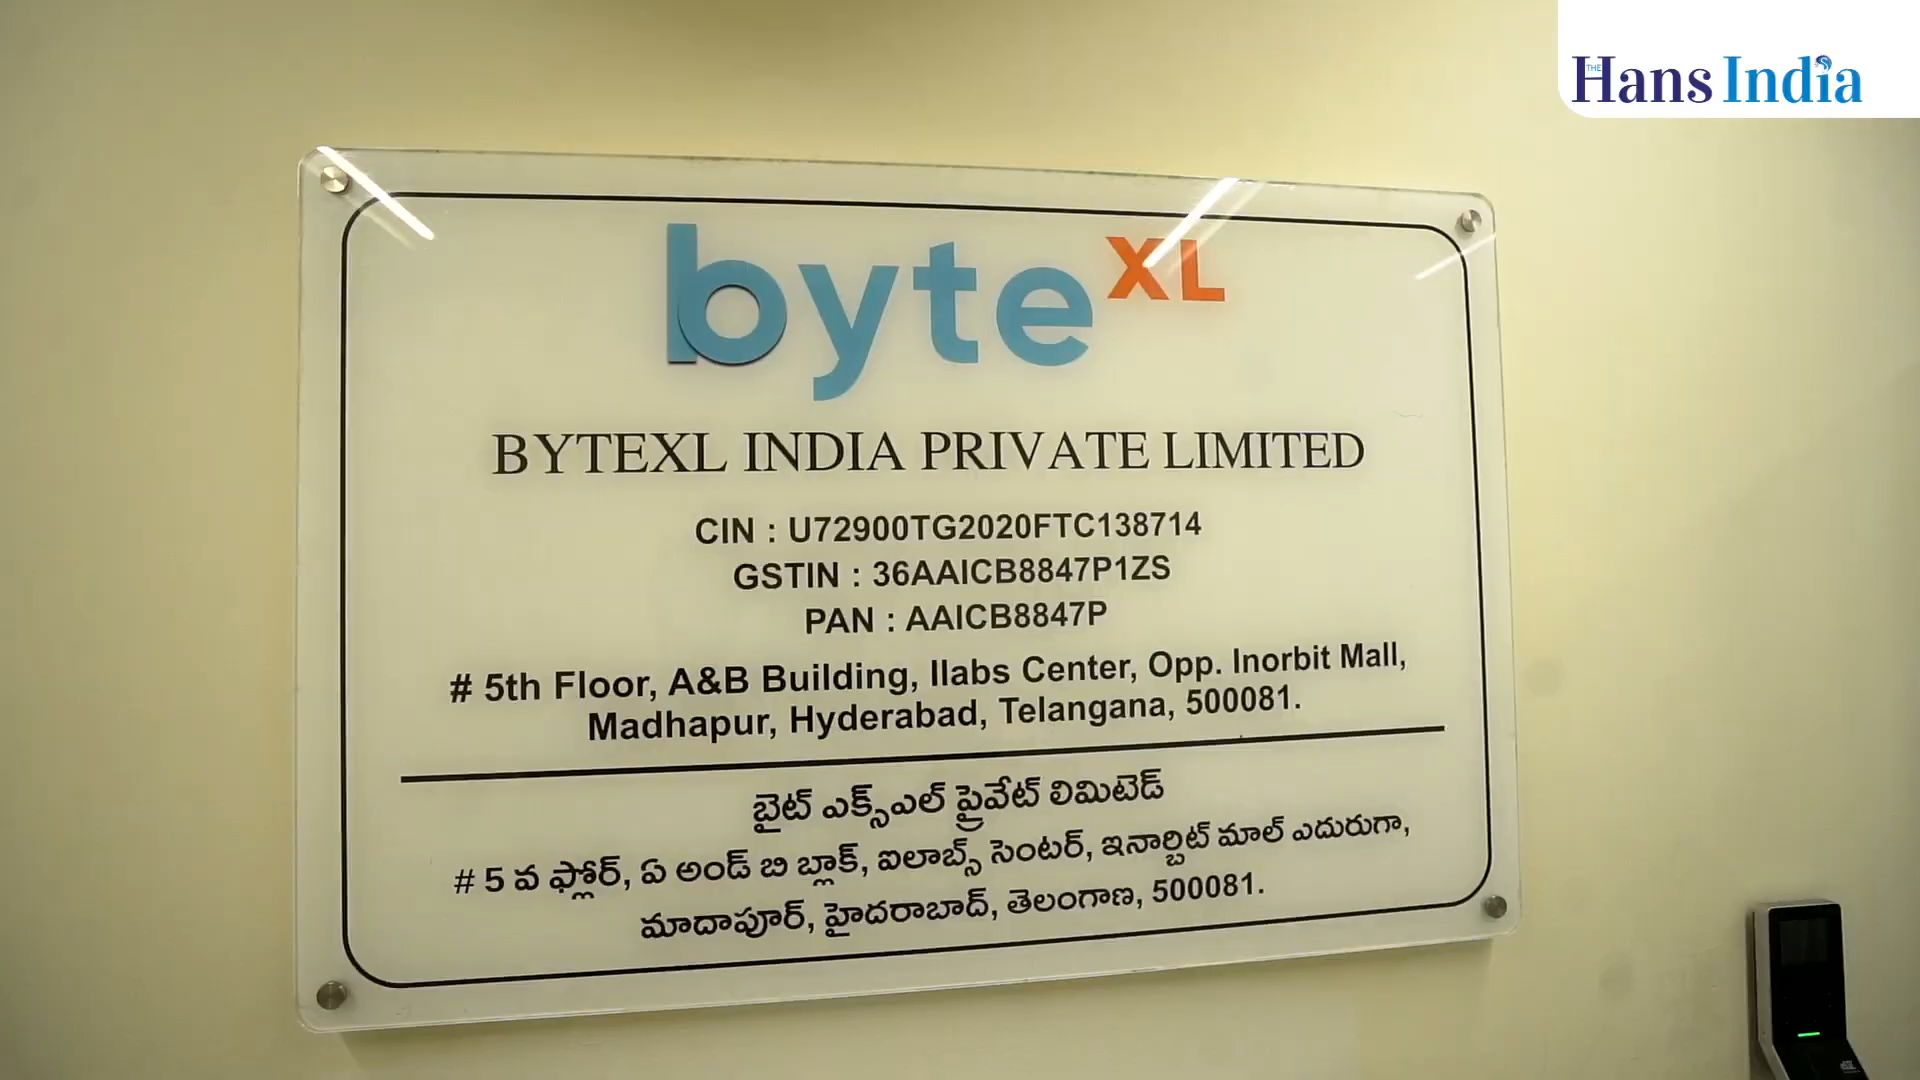 THE Hans India
byteXL
BYTEXL INDIA PRIVATE LIMITED
CIN : U72900TG2020FTC138714
GSTIN : 36AAICB8847P1ZS
PAN : AAICB8847P
# 5th Floor, A&B Building, Ilabs Center, Opp. Inorbit Mall,
Madhapur, Hyderabad, Telangana, 500081.
బైట్ ఎక్స్ఎల్ ప్రైవేట్ లిమిటెడ్
# 5 వ ఫ్లోర్, ఏ అండ్ బి బ్లాక్, ఐలాబ్స్ సెంటర్, ఇనార్బిట్ మాల్ ఎదురుగా,
మాదాపూర్, హైదరాబాద్, తెలంగాణ, 500081.